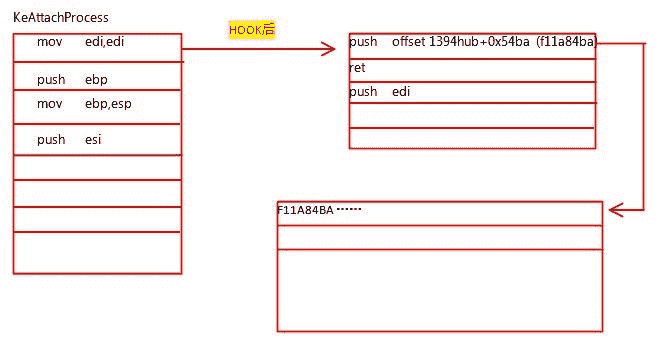 KeAttachProcess
mov edi,edi
push ebp
mov ebp,esp
push esi
HOOK后
push offset 1394hub+0x54ba (f11a84ba)
ret
push edi
F11A84BA ······